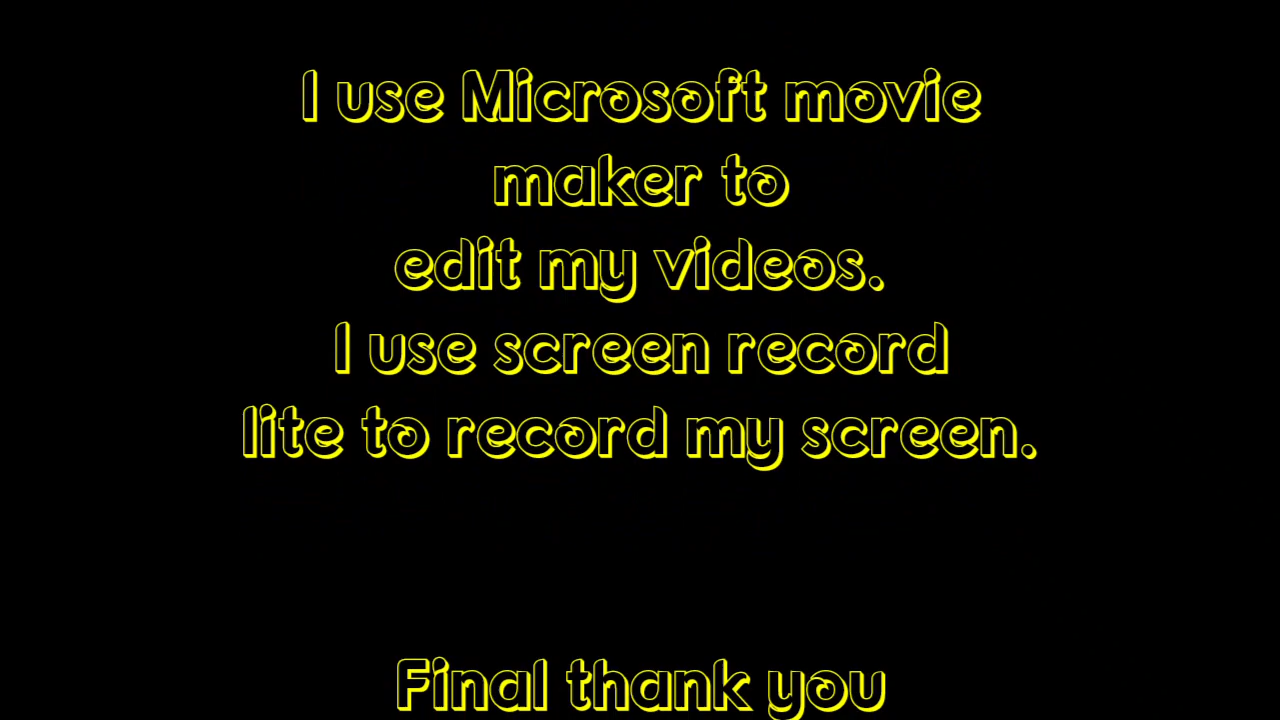 I use Microsoft movie
maker to
edit my videos.
I use screen record
lite to record my screen.
Final thank you